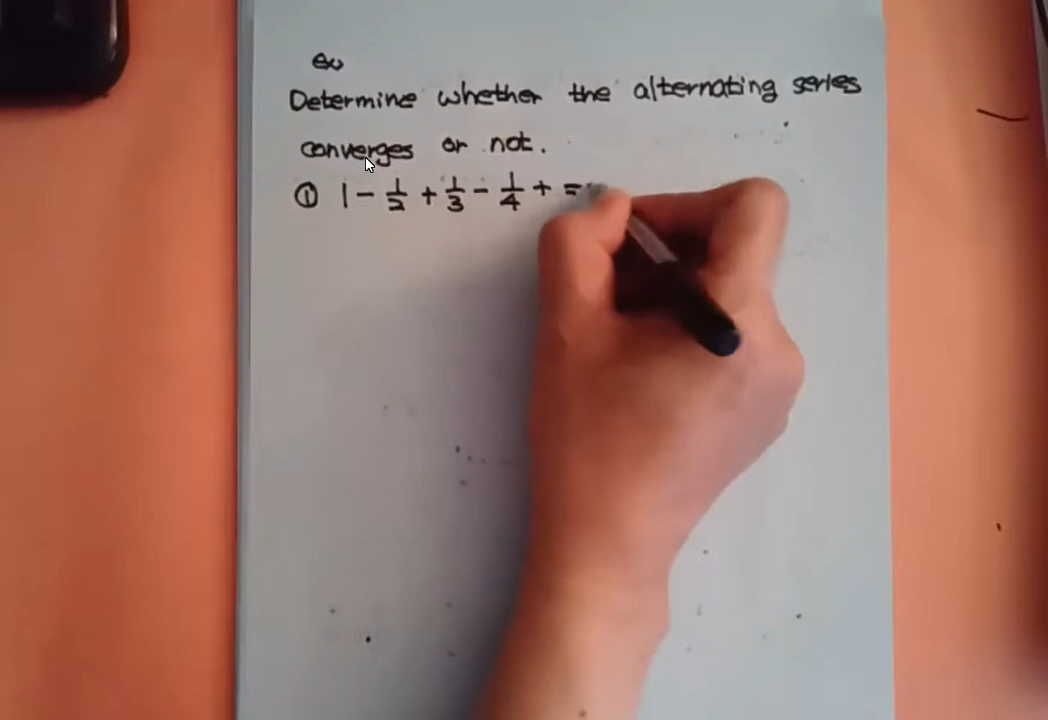 ex
Determine whether the alternating series
converges or not.
① 1 - 1/2 + 1/3 - 1/4 + =